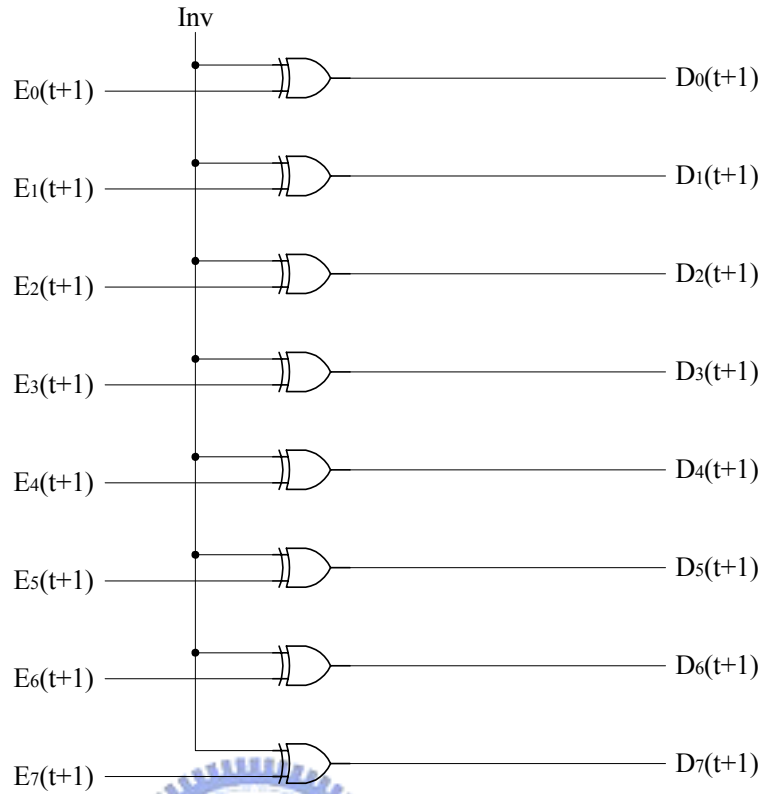 Inv
E0(t+1) D0(t+1)
E1(t+1) D1(t+1)
E2(t+1) D2(t+1)
E3(t+1) D3(t+1)
E4(t+1) D4(t+1)
E5(t+1) D5(t+1)
E6(t+1) D6(t+1)
E7(t+1) D7(t+1)